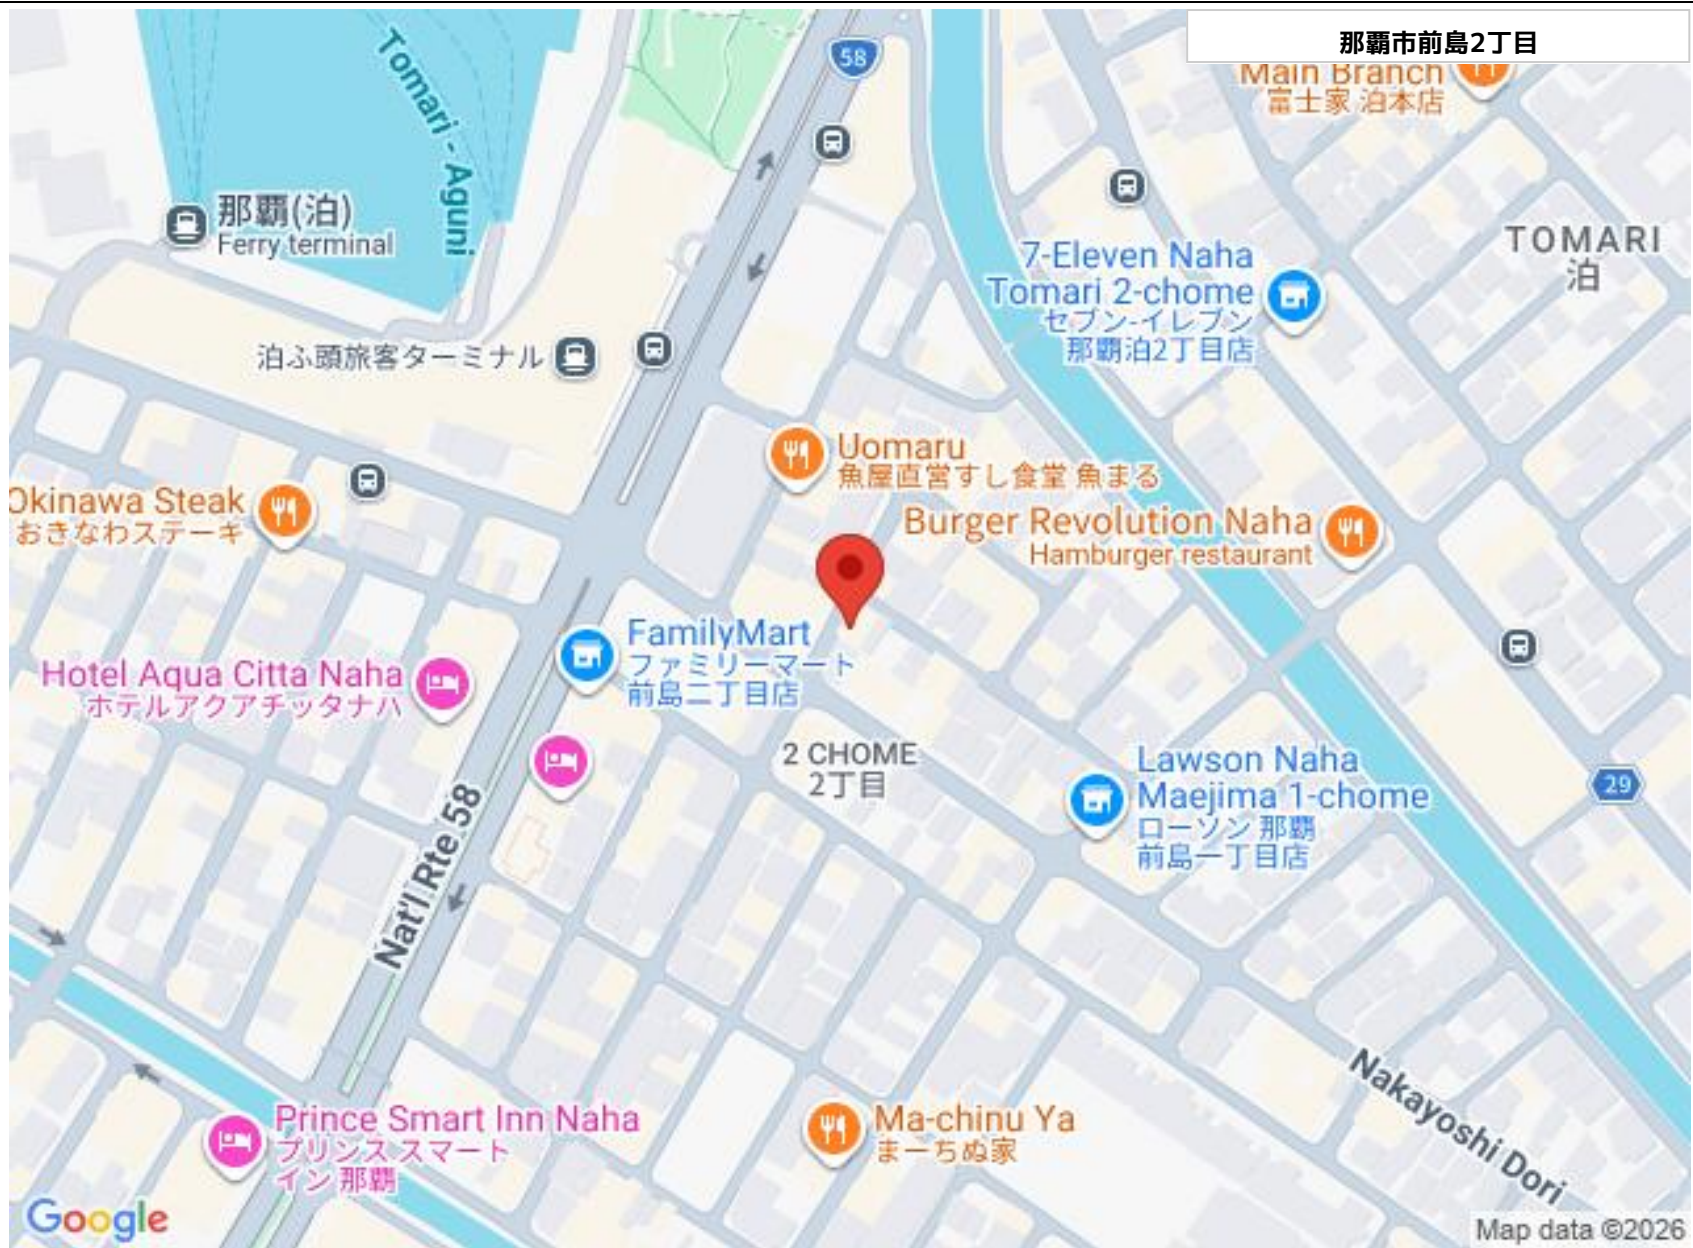 那覇市前島2丁目
58
Tomari - Aguni
Main Branch
富士家 泊本店
那覇(泊)
Ferry terminal
TOMARI
泊
7-Eleven Naha
Tomari 2-chome
セブン-イレブン
那覇泊2丁目店
泊ふ頭旅客ターミナル
Uomaru
魚屋直営すし食堂 魚まる
Okinawa Steak
おきなわステーキ
Burger Revolution Naha
Hamburger restaurant
FamilyMart
ファミリーマート
前島二丁目店
Hotel Aqua Citta Naha
ホテルアクアチッタナハ
2 CHOME
2丁目
Lawson Naha
Maejima 1-chome
ローソン 那覇
前島一丁目店
29
Nat'l Rte 58
Nakayoshi Dori
Prince Smart Inn Naha
プリンス スマート
イン 那覇
Ma-chinu Ya
まーちぬ家
Google
Map data ©2026